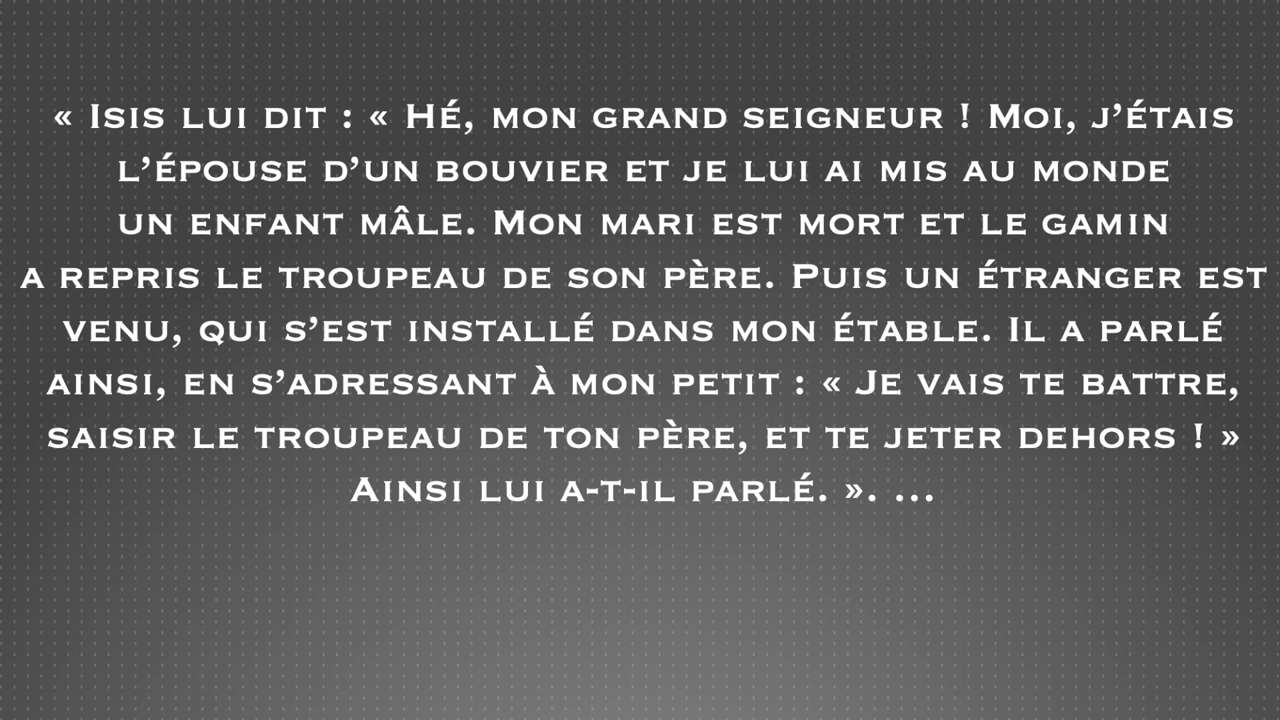 « Isis lui dit : « Hé, mon grand seigneur ! Moi, j’étais
l’épouse d’un bouvier et je lui ai mis au monde
un enfant mâle. Mon mari est mort et le gamin
a repris le troupeau de son père. Puis un étranger est
venu, qui s’est installé dans mon étable. Il a parlé
ainsi, en s’adressant à mon petit : « Je vais te battre,
saisir le troupeau de ton père, et te jeter dehors ! »
Ainsi lui a-t-il parlé. ». ...